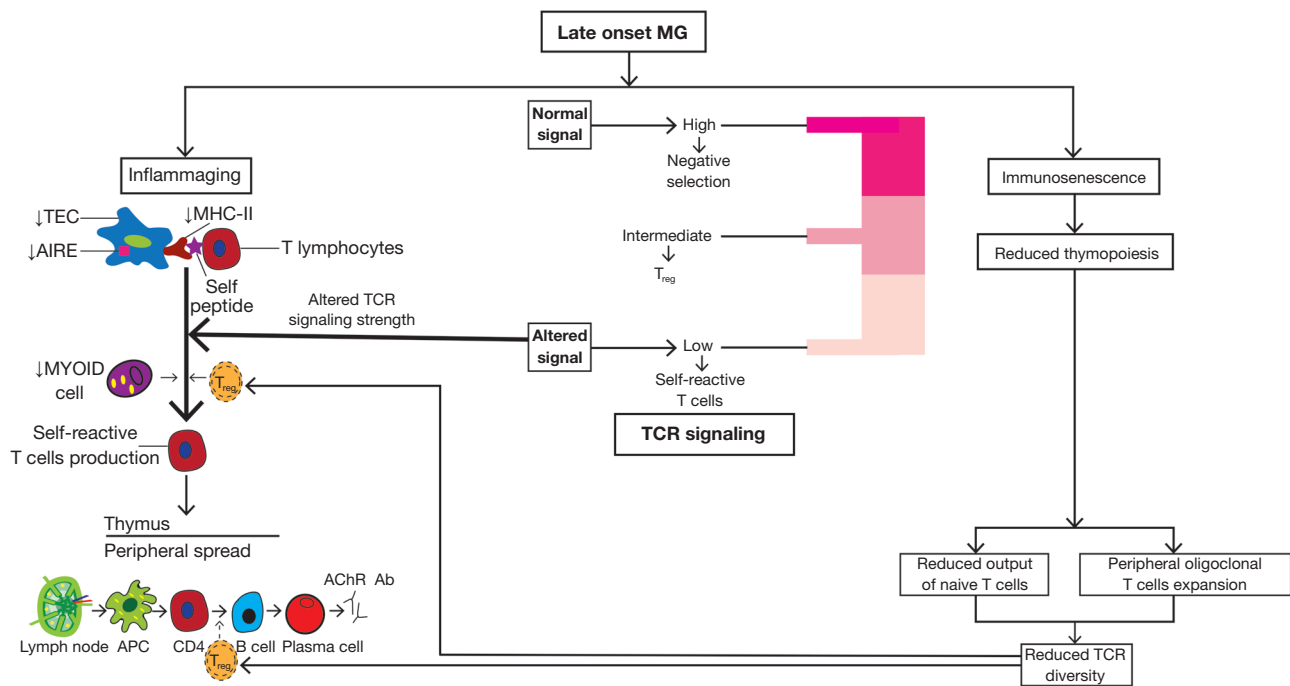 Late onset MG
Inflammaging
↓TEC
↓MHC-II
↓AIRE
T lymphocytes
Self
peptide
Altered TCR
signaling strength
↓MYOID
cell
Treg
Self-reactive
T cells production
Thymus
Peripheral spread
AChR Ab
Lymph node
APC
CD4
B cell
Plasma cell
Treg
Normal
signal
High
Negative
selection
Intermediate
Treg
Altered
signal
Low
Self-reactive
T cells
TCR signaling
Immunosenescence
Reduced thymopoiesis
Reduced output
of naive T cells
Peripheral oligoclonal
T cells expansion
Reduced TCR
diversity